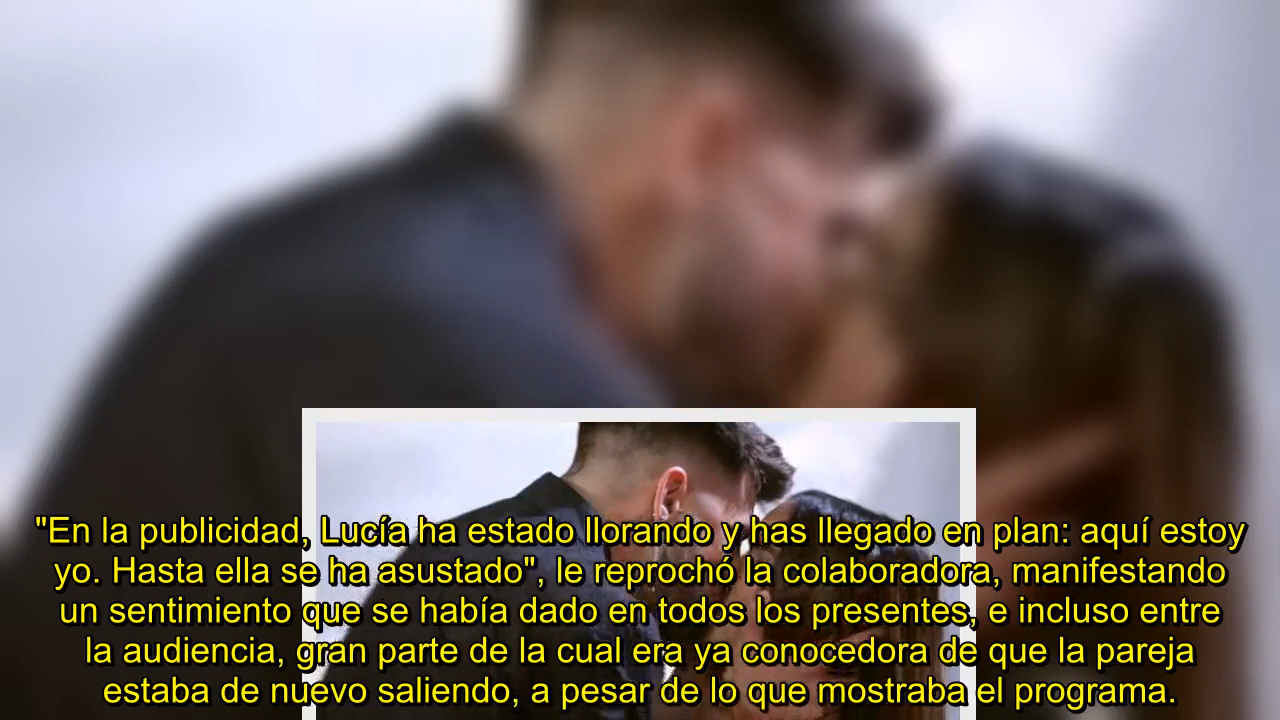 "En la publicidad, Lucía ha estado llorando y has llegado en plan: aquí estoy
yo. Hasta ella se ha asustado", le reprochó la colaboradora, manifestando
un sentimiento que se había dado en todos los presentes, e incluso entre
la audiencia, gran parte de la cual era ya conocedora de que la pareja
estaba de nuevo saliendo, a pesar de lo que mostraba el programa.